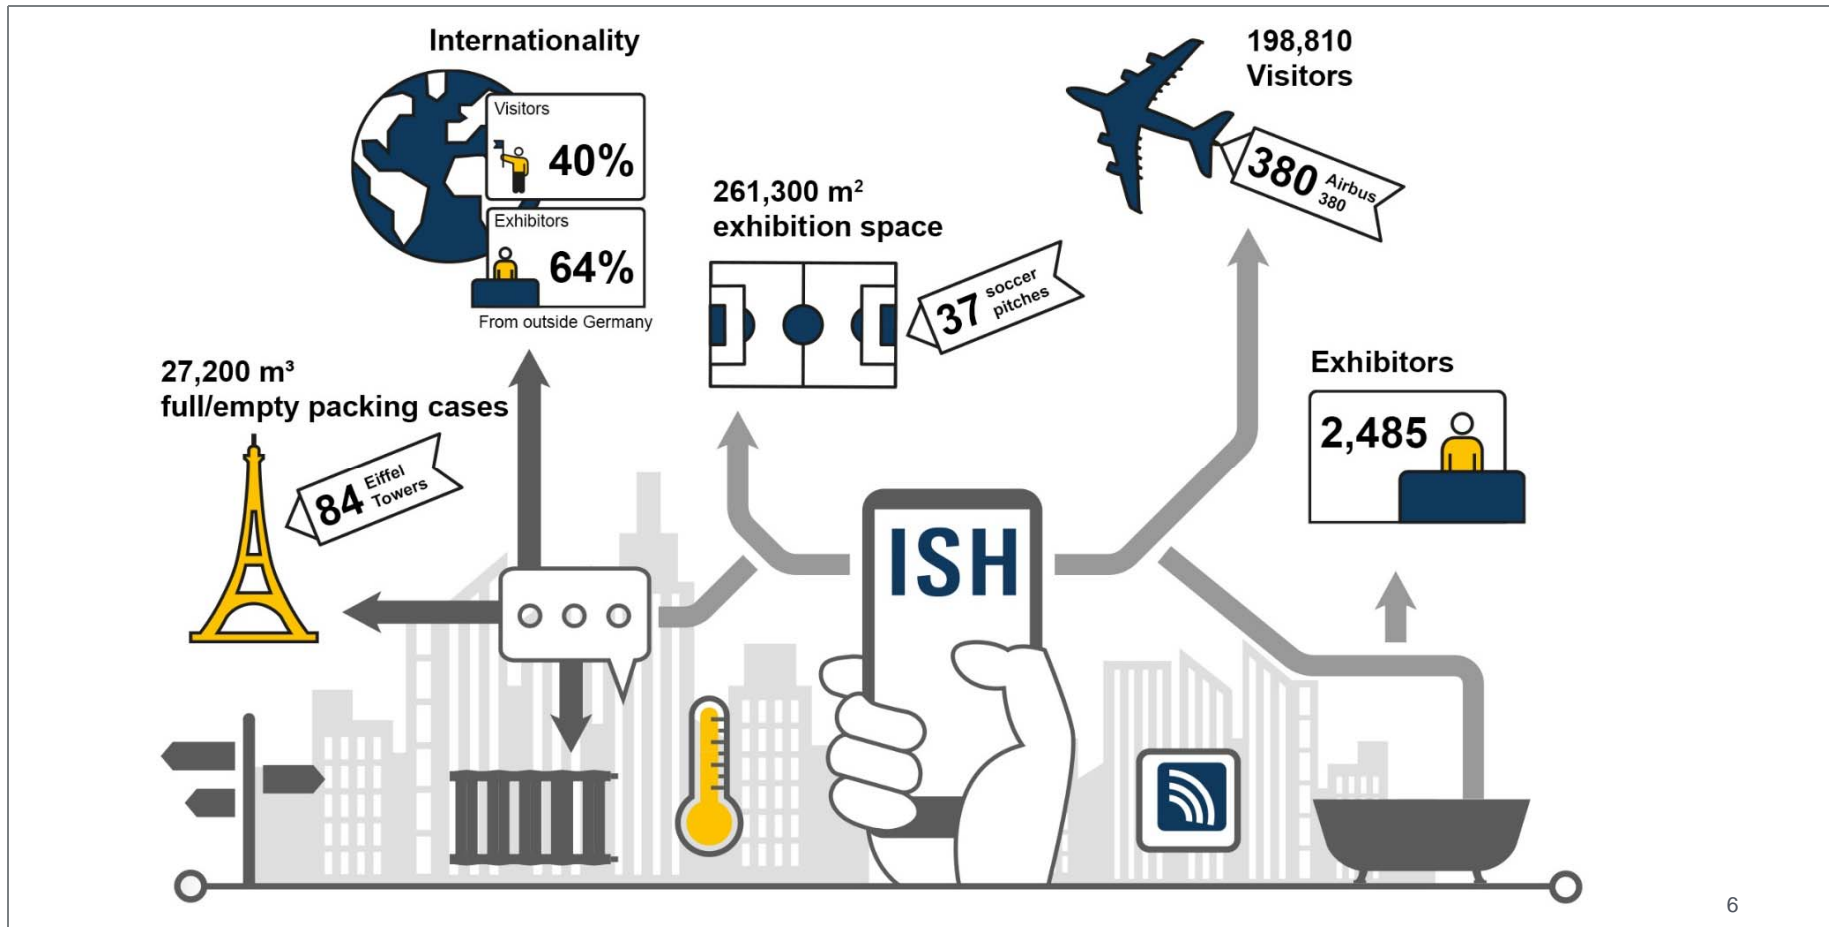 Internationality
Visitors
40%
Exhibitors
64%
From outside Germany
198,810
Visitors
380 Airbus
380
261,300 m²
exhibition space
37 soccer
pitches
27,200 m³
full/empty packing cases
84 Eiffel
Towers
Exhibitors
2,485
ISH
6